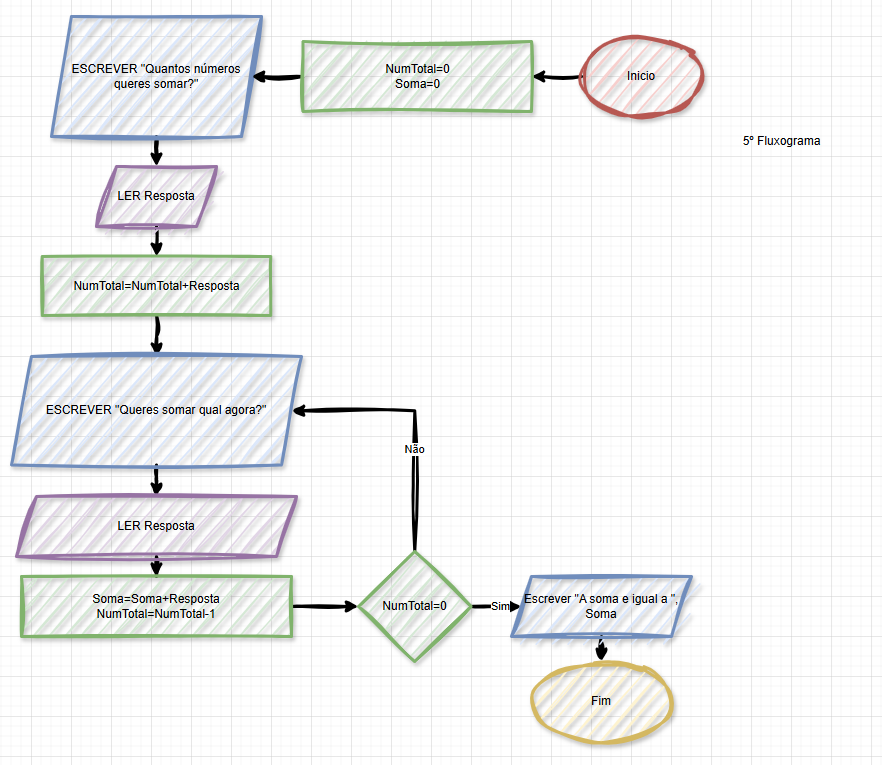 Inicio
NumTotal=0
Soma=0
ESCREVER "Quantos números
queres somar?"
5º Fluxograma
LER Resposta
NumTotal=NumTotal+Resposta
ESCREVER "Queres somar qual agora?"
Não
LER Resposta
Soma=Soma+Resposta
NumTotal=NumTotal-1
NumTotal=0
Sim
Escrever "A soma e igual a ",
Soma
Fim